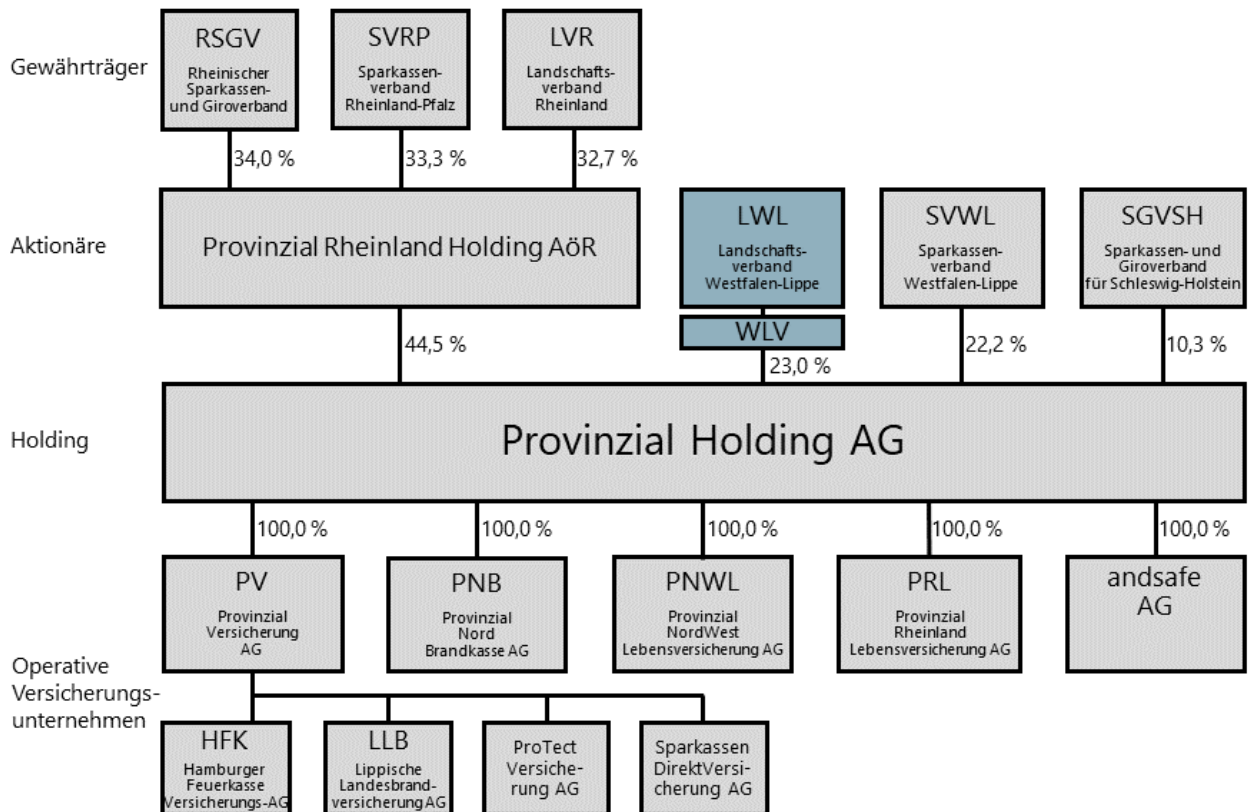 Gewährträger
RSGV
Rheinischer
Sparkassen-
und Giroverband
SVRP
Sparkassen-
verband
Rheinland-Pfalz
LVR
Landschafts-
verband
Rheinland
34,0 %
33,3 %
32,7 %
Aktionäre
Provinzial Rheinland Holding AöR
LWL
Landschafts-
verband
Westfalen-Lippe
WLV
SVWL
Sparkassen-
verband
Westfalen-Lippe
SGVSH
Sparkassen- und
Giroverband
für Schleswig-Holstein
44,5 %
23,0 %
22,2 %
10,3 %
Holding
Provinzial Holding AG
100,0 %
100,0 %
100,0 %
100,0 %
100,0 %
Operative
Versicherungs-
unternehmen
PV
Provinzial
Versicherung
AG
PNB
Provinzial
Nord
Brandkasse AG
PNWL
Provinzial
NordWest
Lebensversicherung AG
PRL
Provinzial
Rheinland
Lebensversicherung AG
andsafe
AG
HFK
Hamburger
Feuerkasse
Versicherungs-AG
LLB
Lippische
Landesbrand-
versicherung AG
ProTect
Versiche-
rung AG
Sparkassen
DirektVersi-
cherung AG